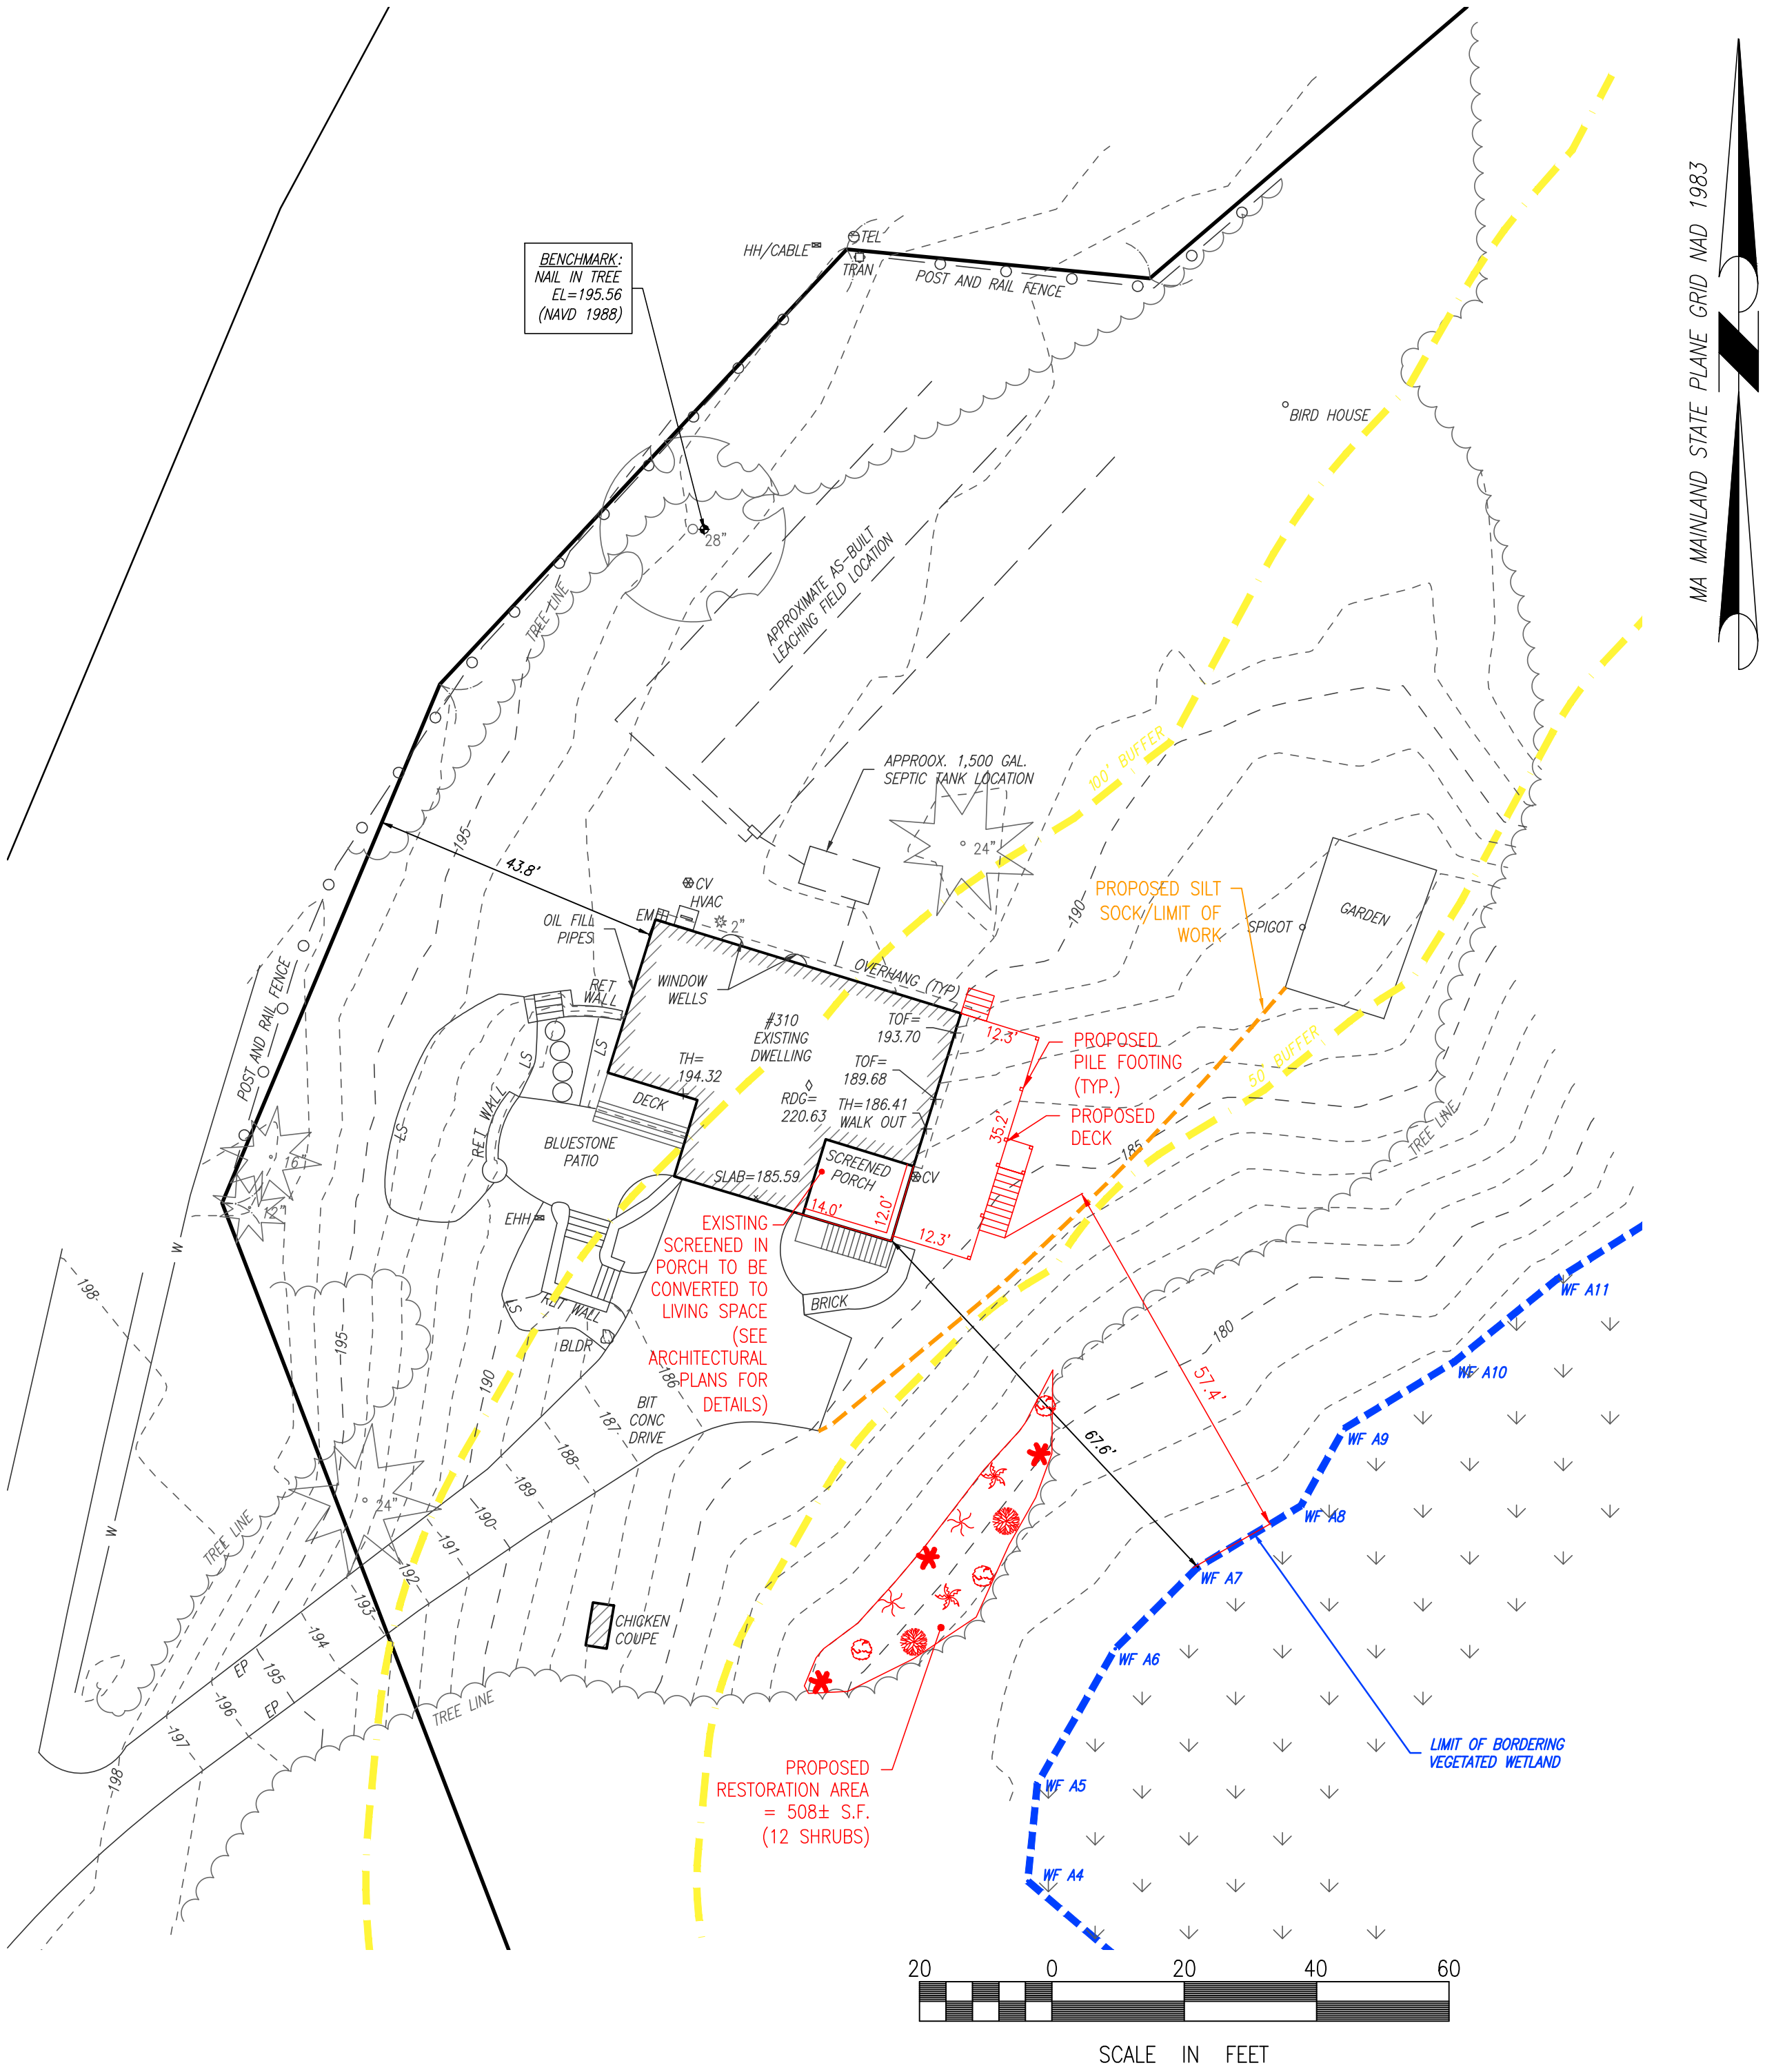 MA MAINLAND STATE PLANE GRID NAD 1983
HH/CABLE
TEL
TRAN
POST AND RAIL FENCE
BENCHMARK:
NAIL IN TREE
EL=195.56
(NAVD 1988)
28"
BIRD HOUSE
TREE LINE
APPROXIMATE AS-BUILT
LEACHING FIELD LOCATION
100' BUFFER
APPROOX. 1,500 GAL.
SEPTIC TANK LOCATION
24"
195
43.8'
CV
HVAC
EM
2"
OIL FILL
PIPES
190
PROPOSED SILT
SOCK/LIMIT OF
WORK
SPIGOT
GARDEN
POST AND RAIL FENCE
RET
WALL
WINDOW
WELLS
OVERHANG (TYP)
#310
EXISTING
DWELLING
TOF=
193.70
12.3'
PROPOSED
PILE FOOTING
(TYP.)
50' BUFFER
LS
LS
TH=
194.32
TOF=
189.68
RDG=
220.63
TH=186.41
WALK OUT
35.2'
PROPOSED
DECK
DECK
LS
RET WALL
BLUESTONE
PATIO
185
TREE LINE
16"
12"
SLAB=185.59
SCREENED
PORCH
CV
14.0'
12.0'
12.3'
EHH
EXISTING
SCREENED IN
PORCH TO BE
CONVERTED TO
LIVING SPACE
(SEE
ARCHITECTURAL
PLANS FOR
DETAILS)
W
198
LS
RET WALL
BRICK
BLDR
195
180
WF A11
190
186
57.4'
WF A10
BIT
CONC
DRIVE
187
67.6'
WF A9
188
189
24"
190
WF A8
W
TREE LINE
191
192
WF A7
193
194
CHICKEN
COUPE
WF A6
EP
195
EP
196
197
198
TREE LINE
LIMIT OF BORDERING
VEGETATED WETLAND
PROPOSED
RESTORATION AREA
= 508± S.F.
(12 SHRUBS)
WF A5
WF A4
20 0 20 40 60
SCALE IN FEET